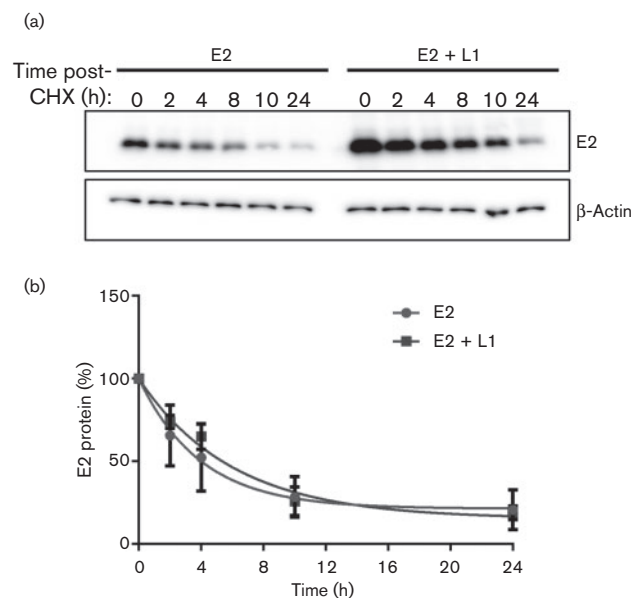 (a)
E2 E2 + L1
Time post-
CHX (h): 0 2 4 8 10 24 0 2 4 8 10 24
E2
β-Actin
(b)
150
100
50
0
E2 protein (%)
E2
E2 + L1
0 4 8 12 16 20 24
Time (h)